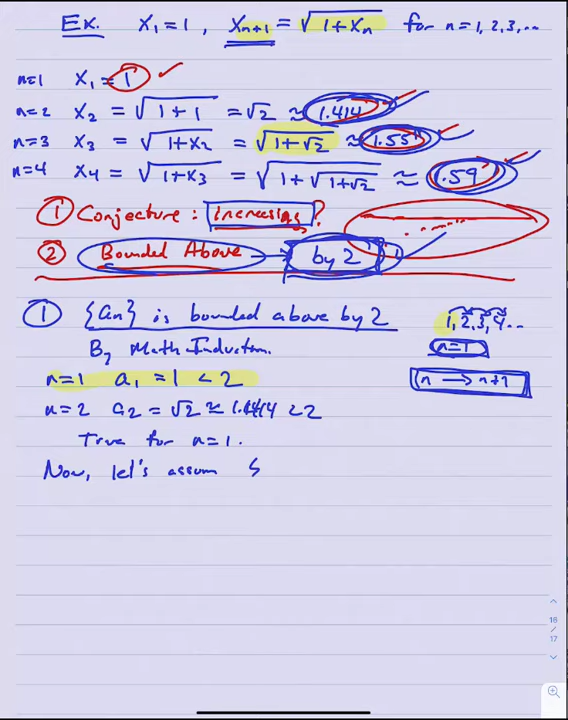 Ex. X₁ = 1 , Xₙ₊₁ = √(1+Xₙ) for n = 1, 2, 3, ...
n=1 X₁ = 1 ✓
n=2 X₂ = √(1+1) = √2 ≈ 1.414
n=3 X₃ = √(1+X₂) = √(1+√2) ≈ 1.55
n=4 X₄ = √(1+X₃) = √(1+√(1+√2)) ≈ 1.59
① Conjecture : increasing ?
② Bounded Above → by 2
① {aₙ} is bounded above by 2
1, 2, 3, 4 ...
By Math Induction.
n=1
n=1 a₁ = 1 < 2
n → n+1
n=2 a₂ = √2 ≈ 1.414 < 2
True for n=1.
Now, let's assum
18
/
17